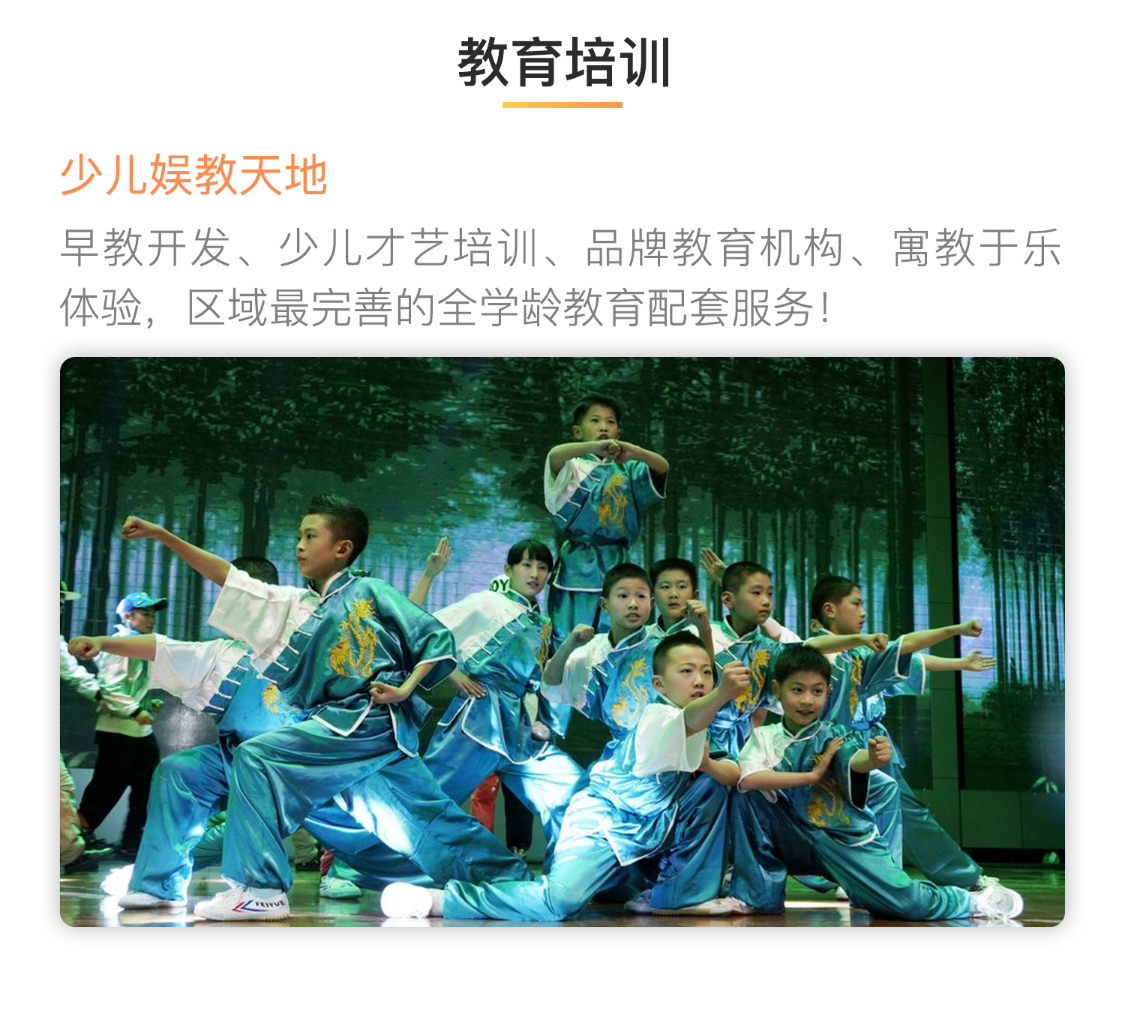 教育培训
少儿娱教天地
早教开发、少儿才艺培训、品牌教育机构、寓教于乐
体验，区域最完善的全学龄教育配套服务！
OY
FEIYUE